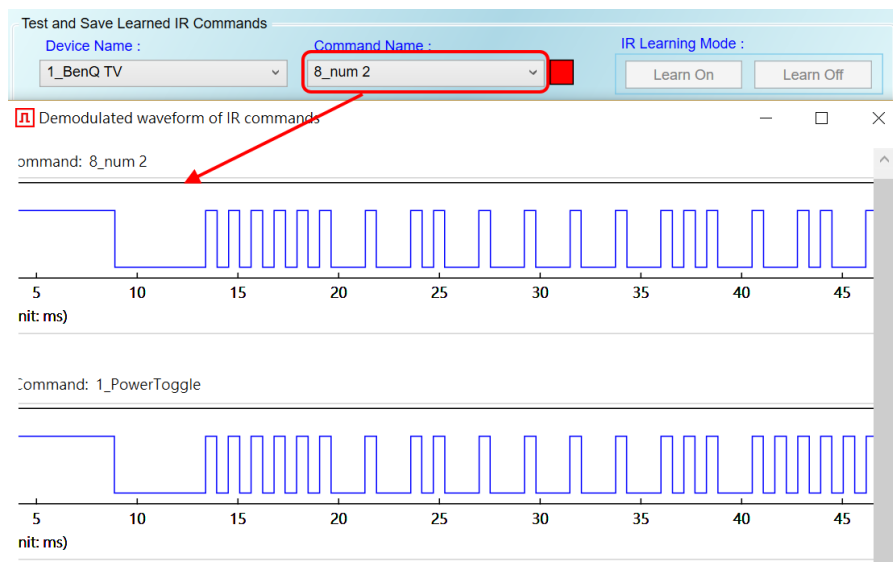 Test and Save Learned IR Commands
Device Name : Command Name : IR Learning Mode :
1_BenQ TV 8_num 2 Learn On Learn Off
Demodulated waveform of IR commands
ommand: 8_num 2
5 10 15 20 25 30 35 40 45
nit: ms)
Command: 1_PowerToggle
5 10 15 20 25 30 35 40 45
nit: ms)